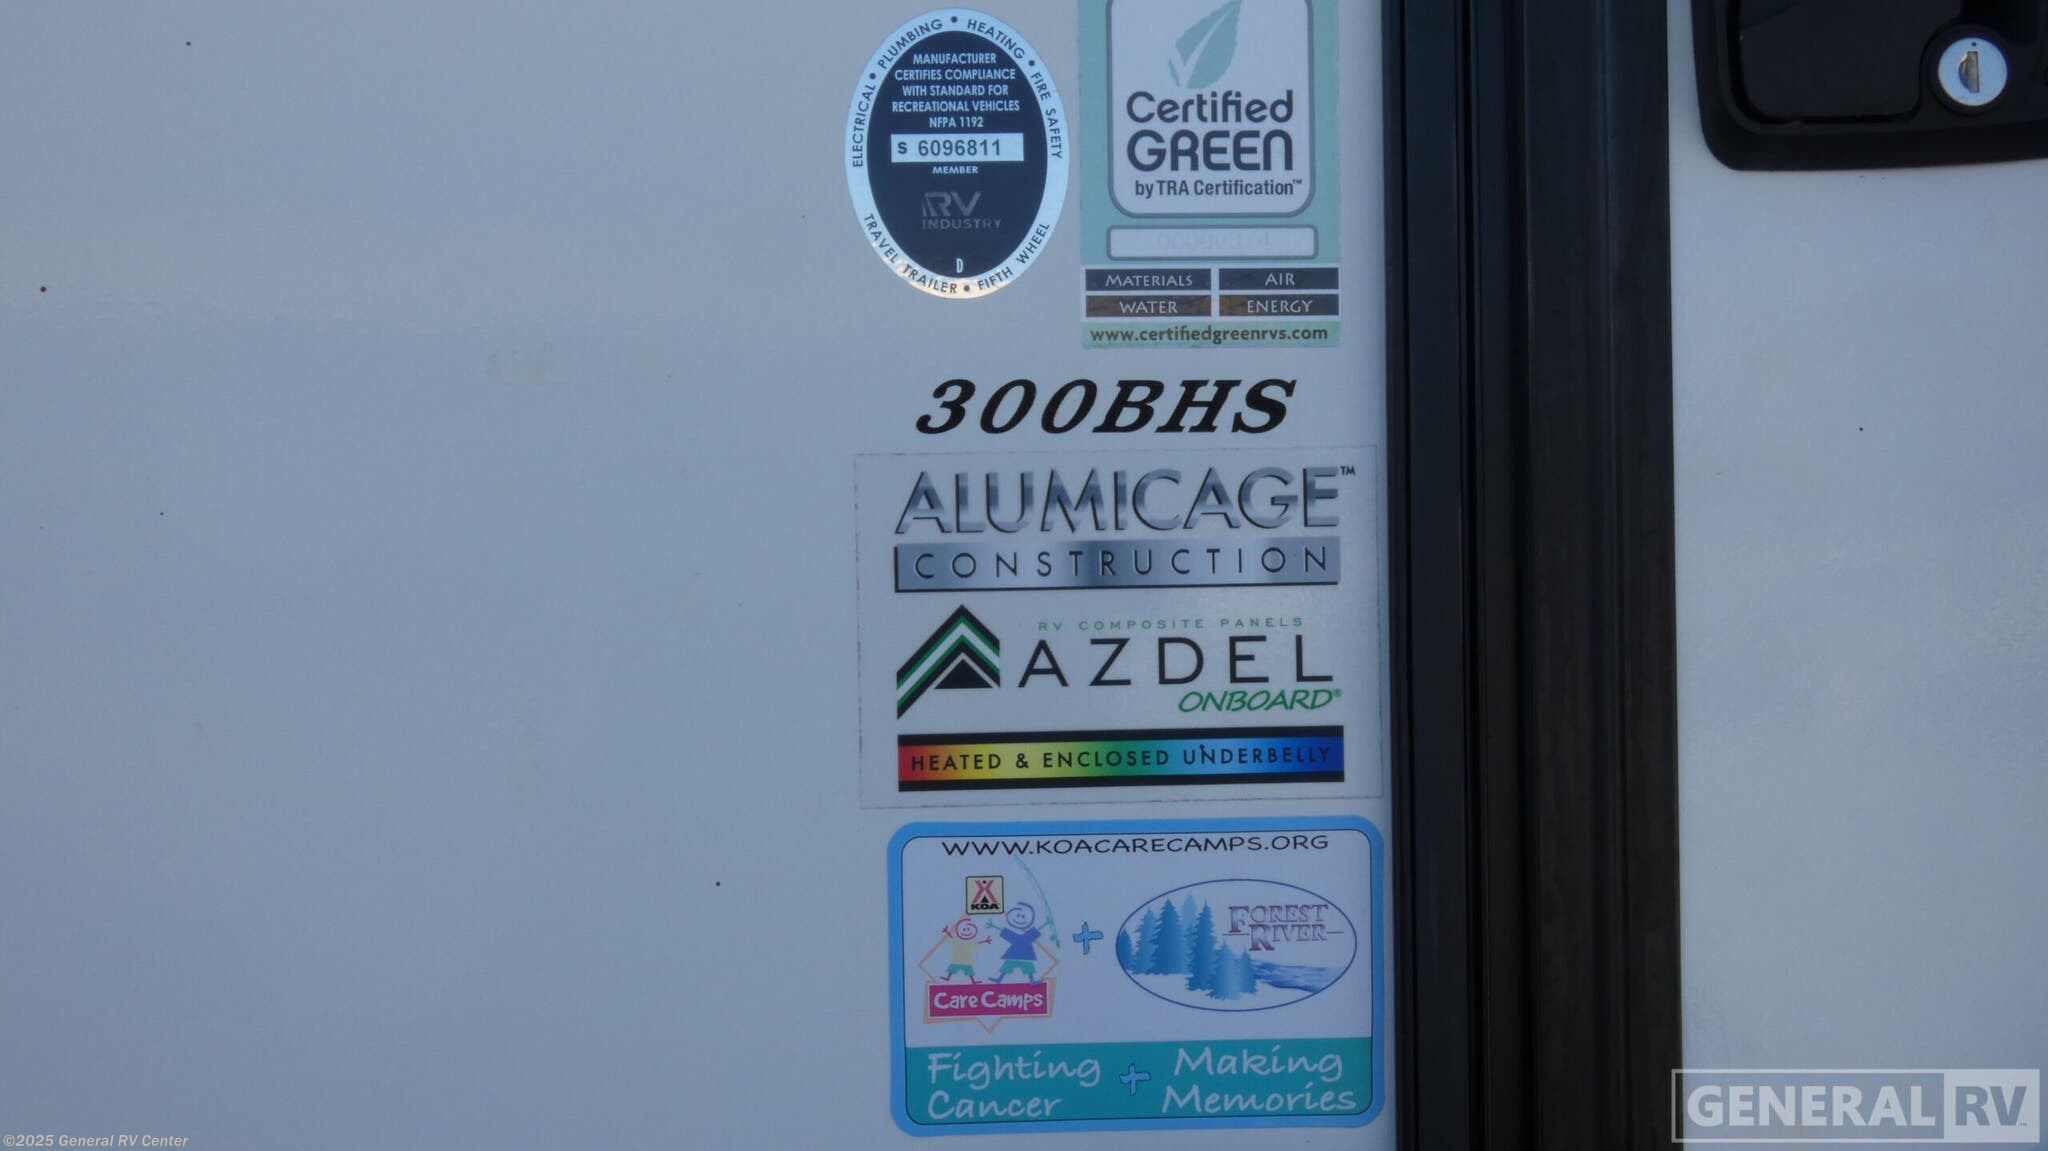 ELECTRICAL • PLUMBING • HEATING • FIRE SAFETY
MANUFACTURER
CERTIFIES COMPLIANCE
WITH STANDARD FOR
RECREATIONAL VEHICLES
NFPA 1192
S 6096811
MEMBER
RV
INDUSTRY
D
TRAVEL TRAILER • FIFTH WHEEL
Certified
GREEN
by TRA Certification™
MATERIALS
AIR
WATER
ENERGY
www.certifiedgreenrvs.com
300BHS
ALUMICAGE™
CONSTRUCTION
RV COMPOSITE PANELS
AZDEL
ONBOARD®
HEATED & ENCLOSED UNDERBELLY
WWW.KOACARECAMPS.ORG
KOA
Care Camps
+
FOREST
RIVER
Fighting
Cancer
+
Making
Memories
GENERAL RV
©2025 General RV Center